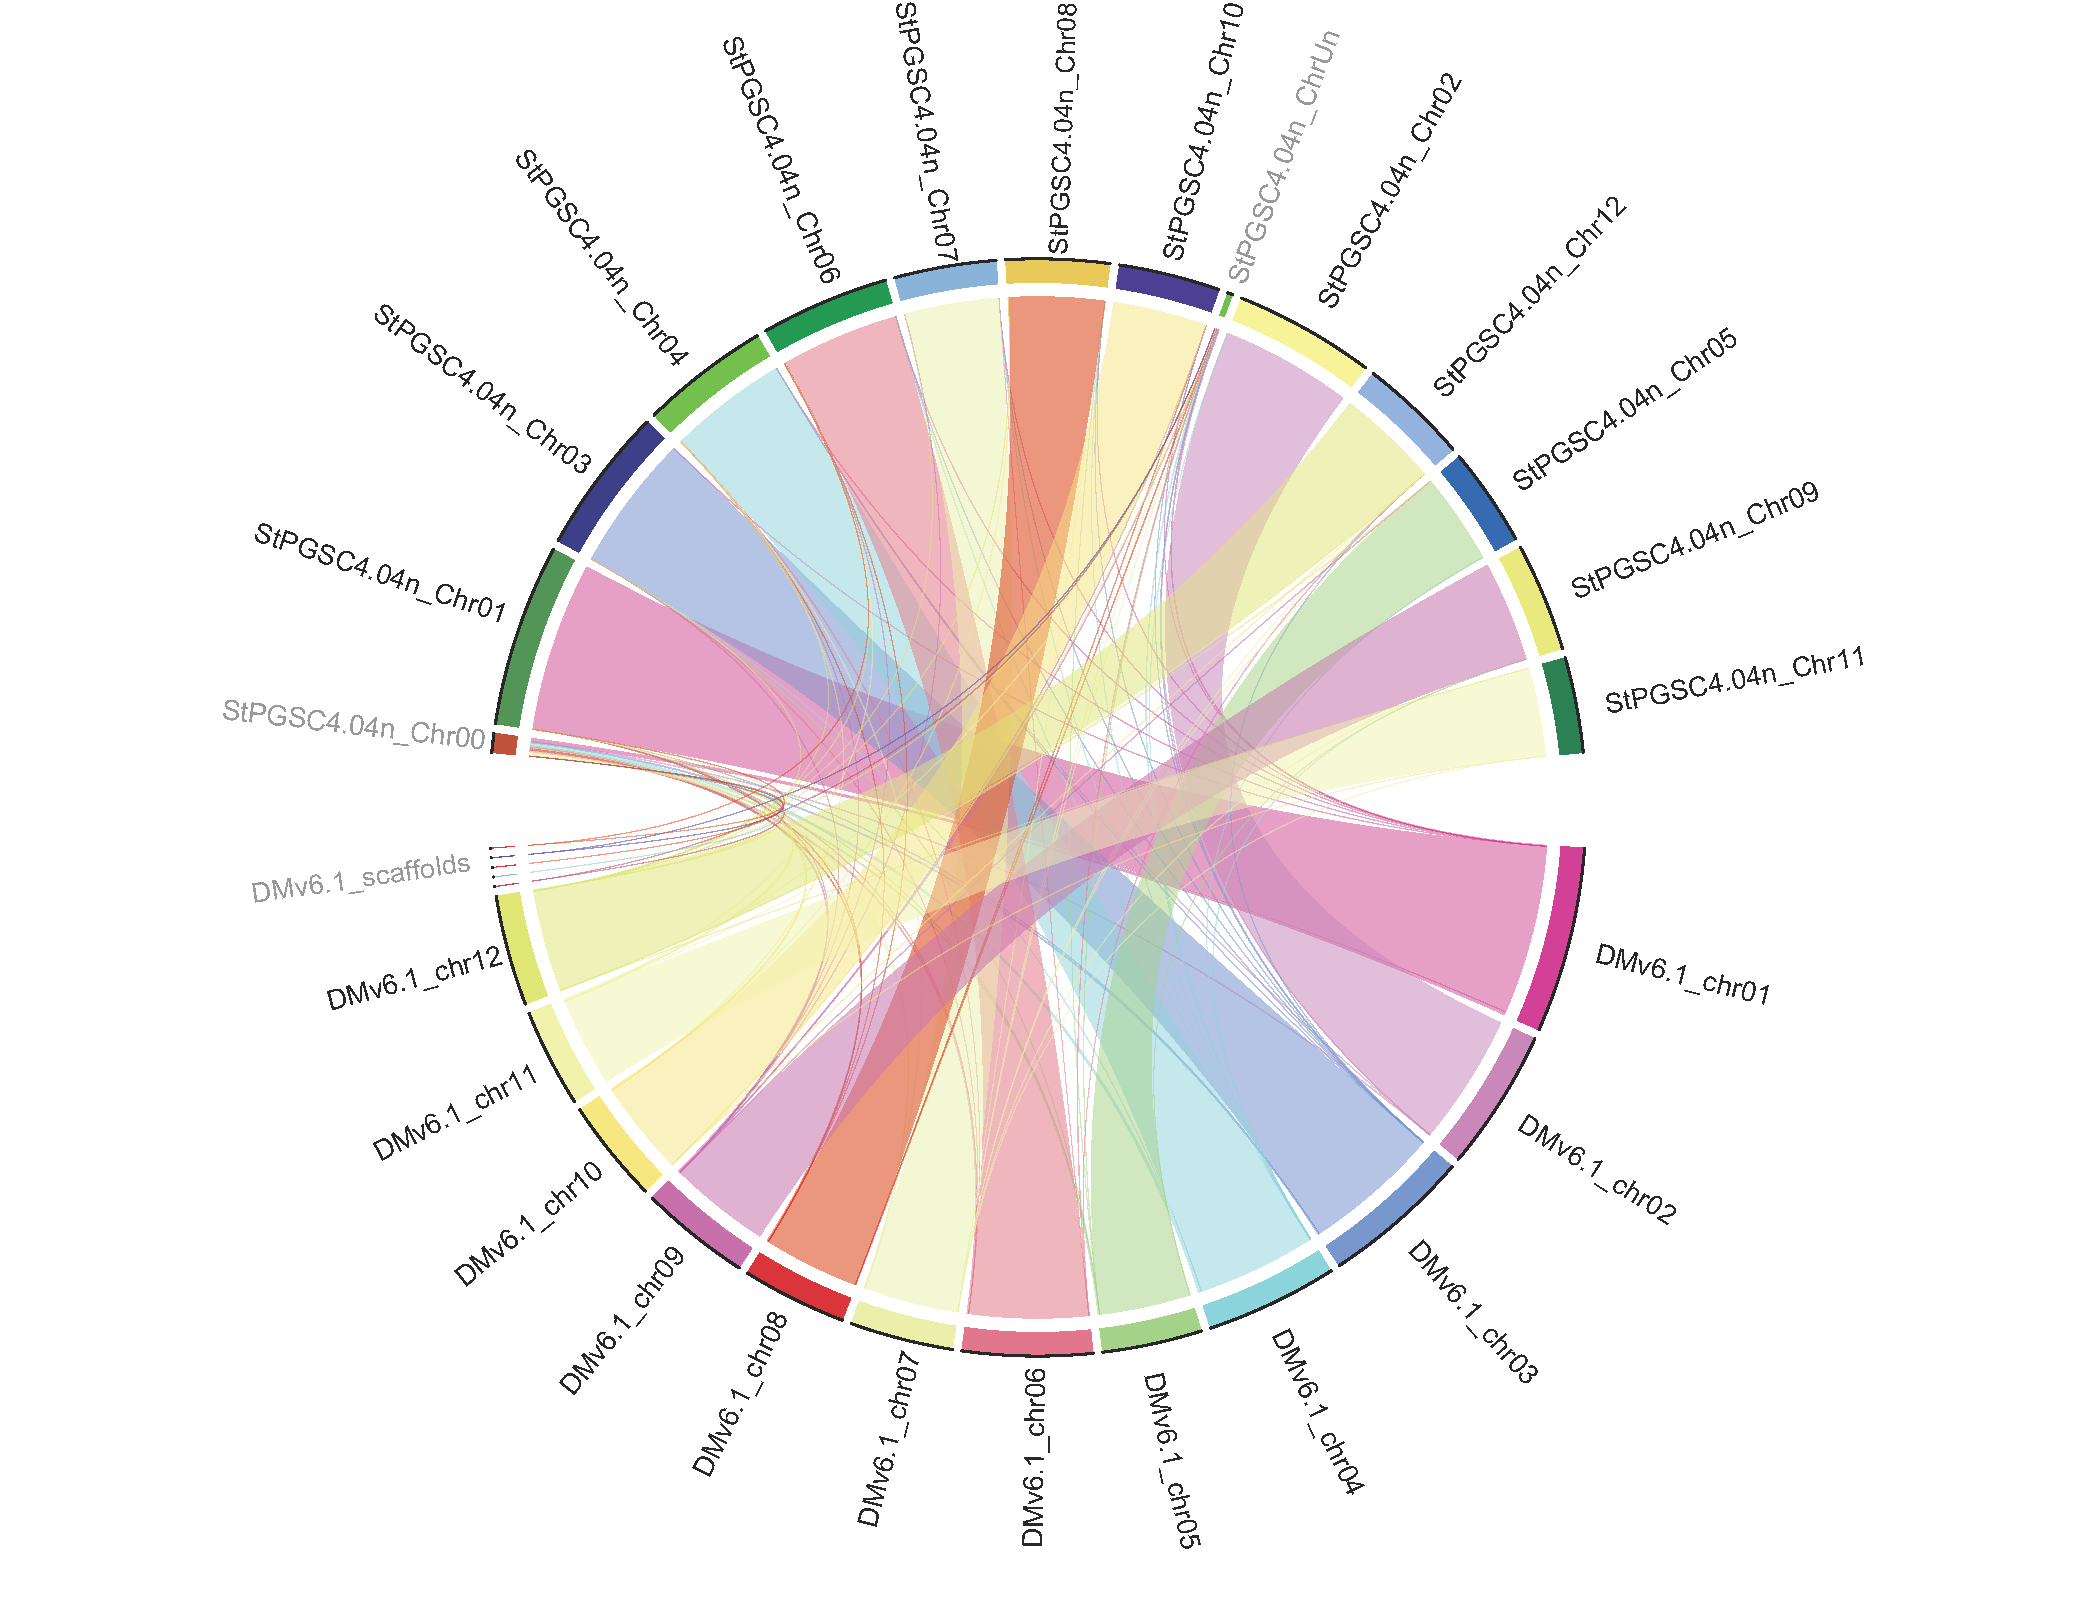 StPGSC4.04n_Chr00
StPGSC4.04n_Chr01
StPGSC4.04n_Chr03
StPGSC4.04n_Chr04
StPGSC4.04n_Chr06
StPGSC4.04n_Chr07
StPGSC4.04n_Chr08
StPGSC4.04n_Chr10
StPGSC4.04n_ChrUn
StPGSC4.04n_Chr02
StPGSC4.04n_Chr12
StPGSC4.04n_Chr05
StPGSC4.04n_Chr09
StPGSC4.04n_Chr11
DMv6.1_chr01
DMv6.1_chr02
DMv6.1_chr03
DMv6.1_chr04
DMv6.1_chr05
DMv6.1_chr06
DMv6.1_chr07
DMv6.1_chr08
DMv6.1_chr09
DMv6.1_chr10
DMv6.1_chr11
DMv6.1_chr12
DMv6.1_scaffolds